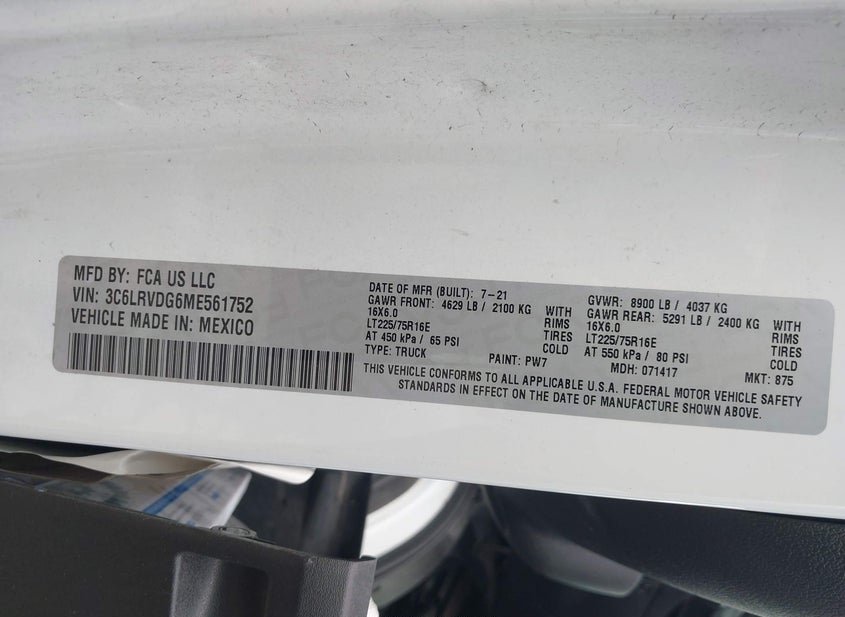 MFD BY: FCA US LLC
VIN: 3C6LRVDG6ME561752
VEHICLE MADE IN: MEXICO
DATE OF MFR (BUILT): 7-21
GAWR FRONT: 4629 LB / 2100 KG WITH
16X6.0 RIMS
LT225/75R16E TIRES
AT 450 kPa / 65 PSI COLD
TYPE: TRUCK PAINT: PW7
GVWR: 8900 LB / 4037 KG
GAWR REAR: 5291 LB / 2400 KG WITH
16X6.0 RIMS
LT225/75R16E TIRES
AT 550 kPa / 80 PSI COLD
MDH: 071417 MKT: 875
THIS VEHICLE CONFORMS TO ALL APPLICABLE U.S.A. FEDERAL MOTOR VEHICLE SAFETY
STANDARDS IN EFFECT ON THE DATE OF MANUFACTURE SHOWN ABOVE.